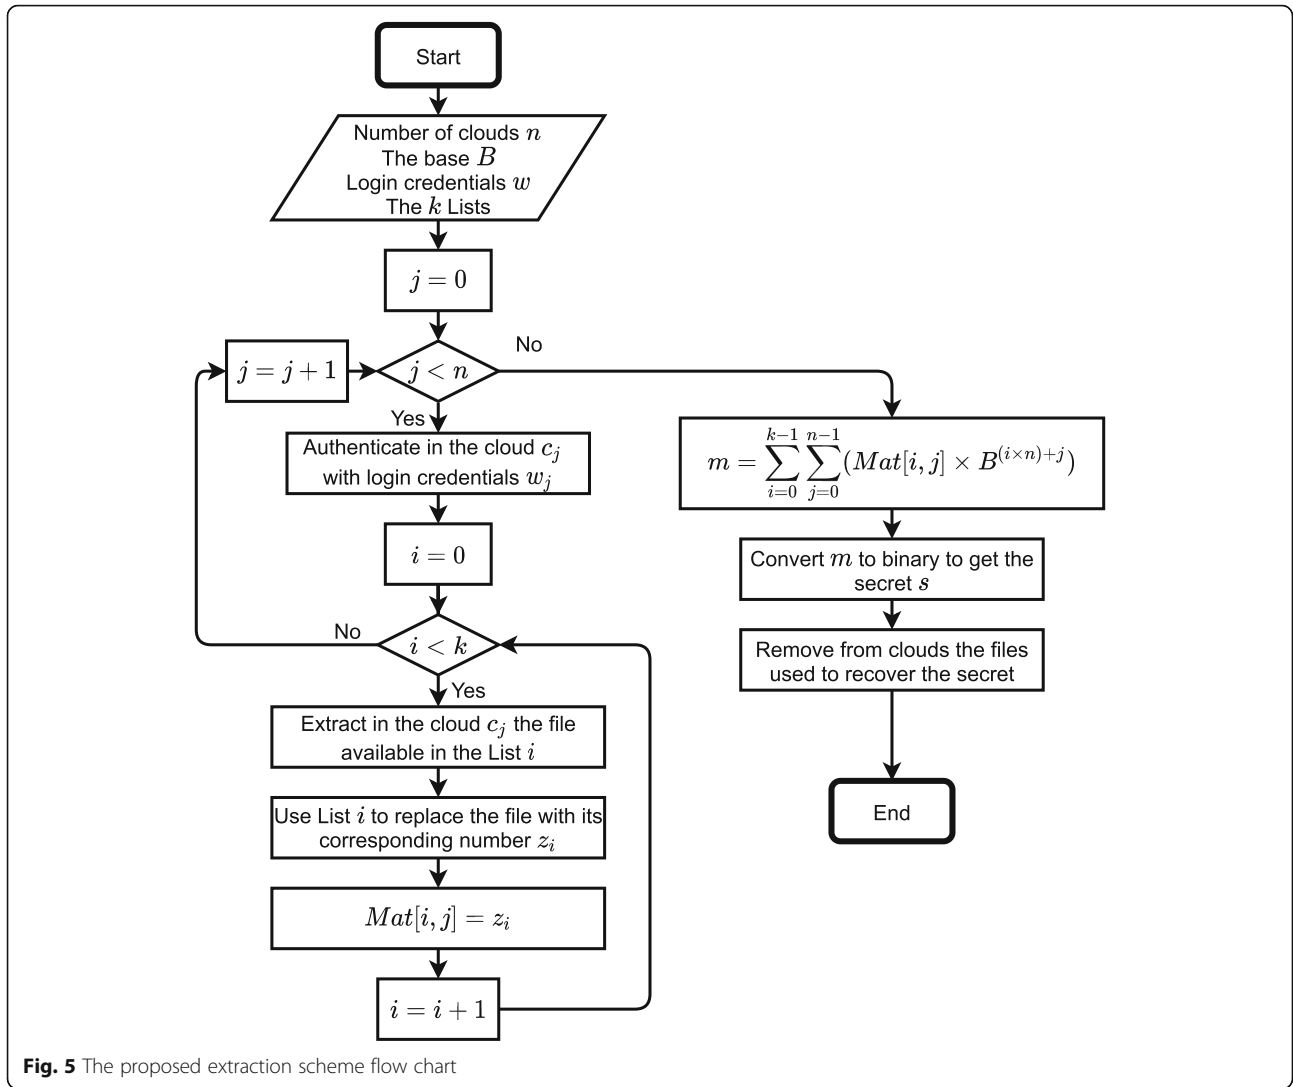 Start
Number of clouds n
The base B
Login credentials w
The k Lists
j = 0
j = j + 1
j < n
No
Yes
Authenticate in the cloud c_j
with login credentials w_j
i = 0
i < k
No
Yes
Extract in the cloud c_j the file
available in the List i
Use List i to replace the file with its
corresponding number z_i
Mat[i, j] = z_i
i = i + 1
m = \sum_{i=0}^{k-1} \sum_{j=0}^{n-1} (Mat[i, j] × B^{(i×n)+j})
Convert m to binary to get the
secret s
Remove from clouds the files
used to recover the secret
End
Fig. 5 The proposed extraction scheme flow chart